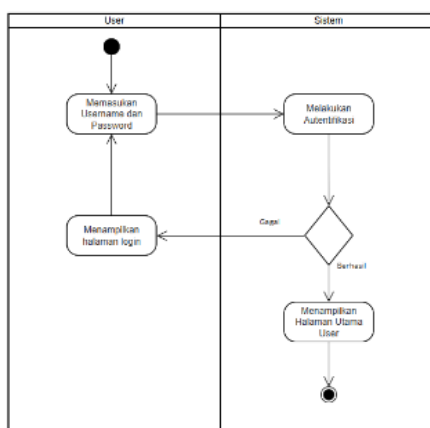 User
Sistem
Memasukan
Username dan
Password
Melakukan
Autentifikasi
Gagal
Menampilkan
halaman login
Berhasil
Menampilkan
Halaman Utama
User